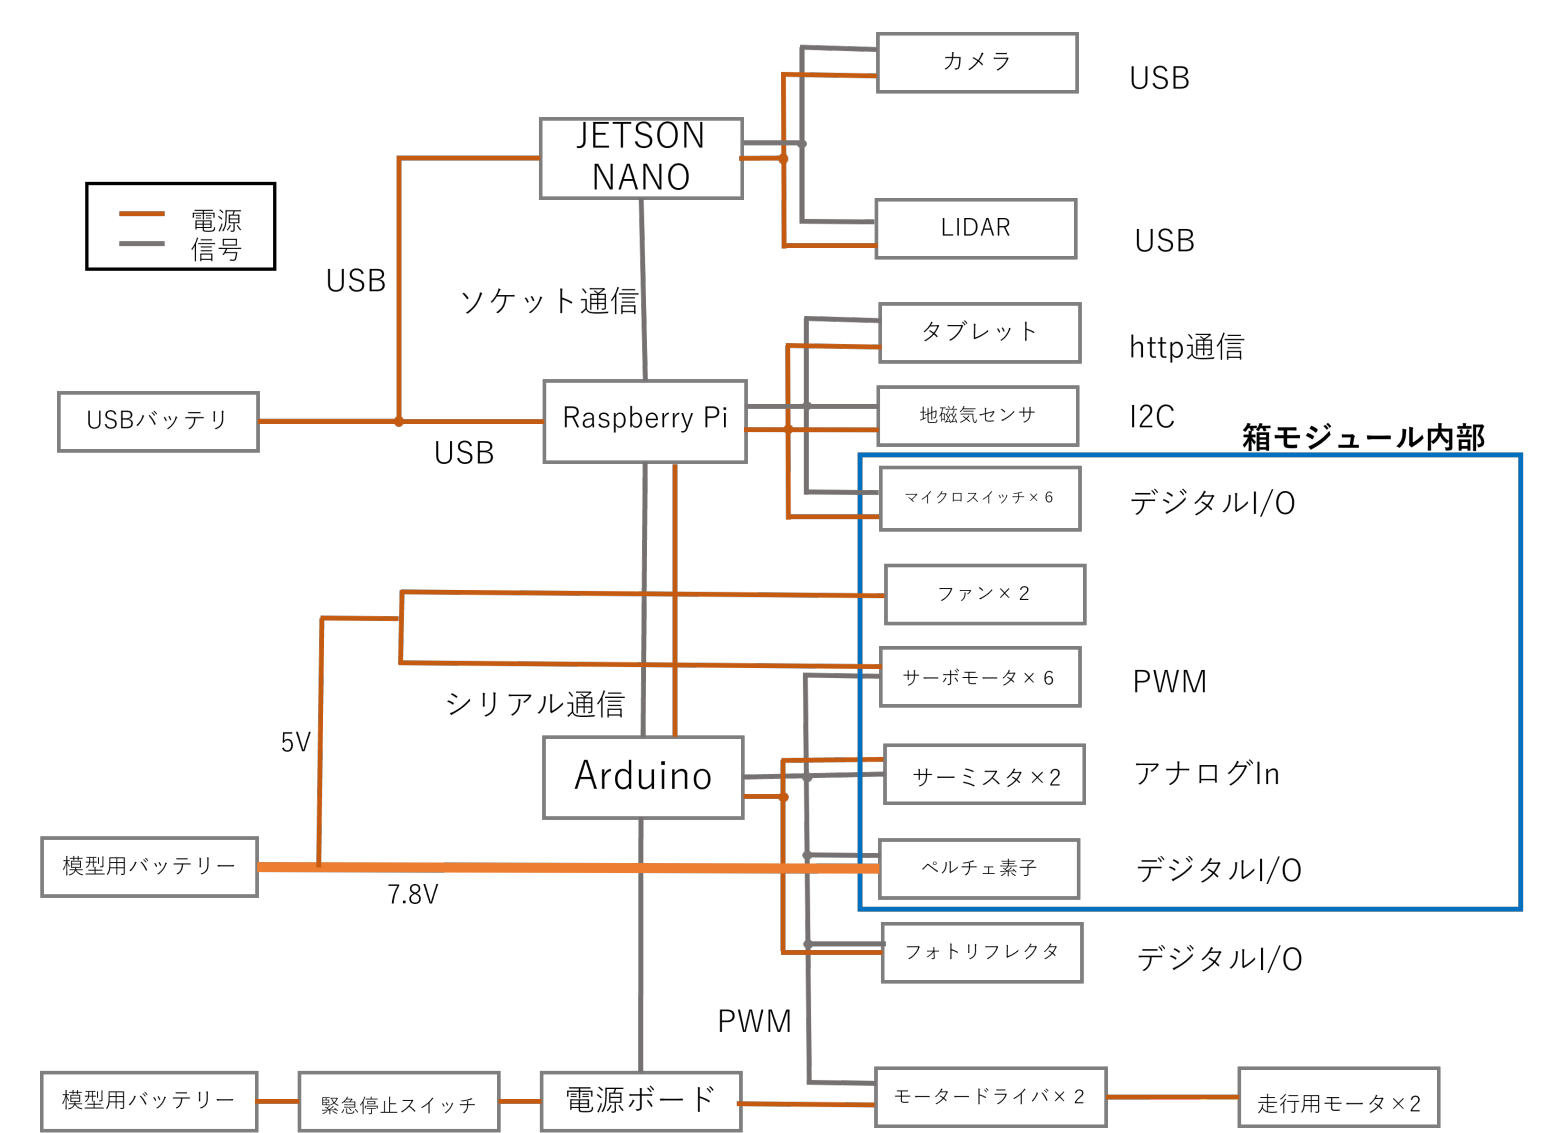 カメラ
USB
JETSON
NANO
電源
信号
LIDAR
USB
USB
ソケット通信
タブレット
http通信
USBバッテリ
Raspberry Pi
地磁気センサ
I2C
USB
箱モジュール内部
マイクロスイッチ×6
デジタルI/O
ファン×2
サーボモータ×6
PWM
シリアル通信
5V
Arduino
サーミスタ×2
アナログIn
模型用バッテリー
7.8V
ペルチェ素子
デジタルI/O
フォトリフレクタ
デジタルI/O
PWM
模型用バッテリー
緊急停止スイッチ
電源ボード
モータードライバ×2
走行用モータ×2